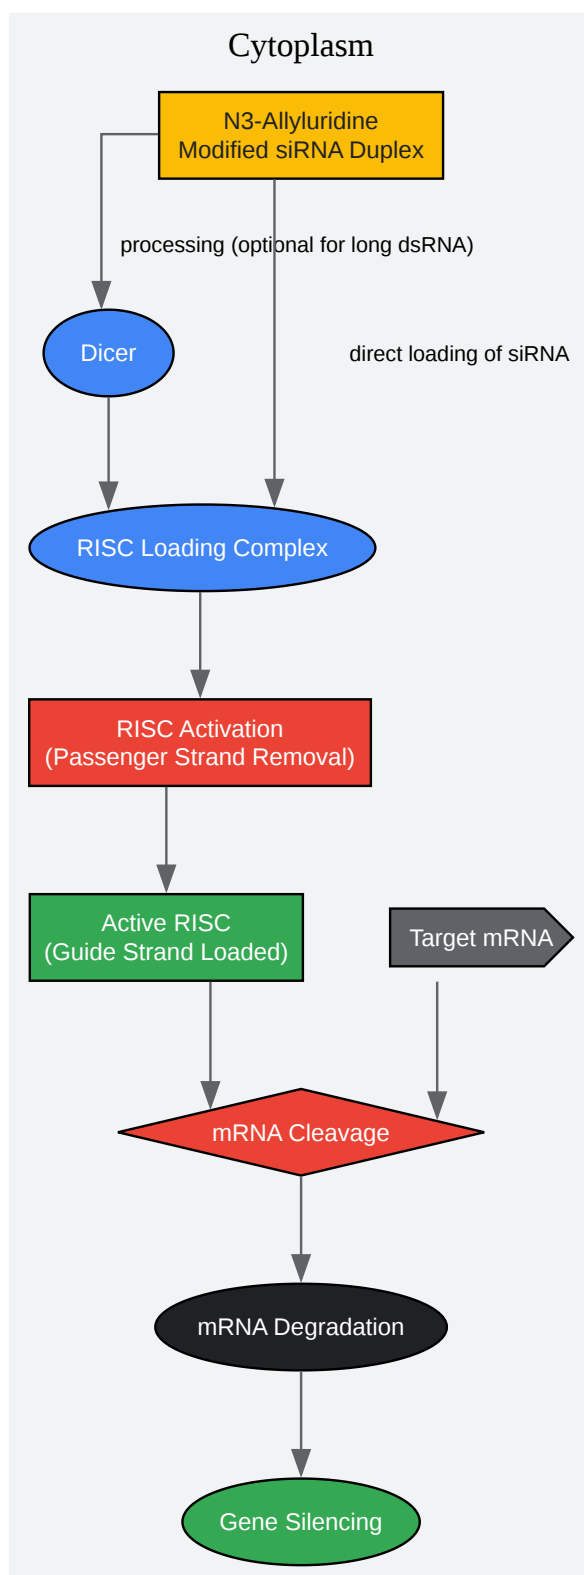 Cytoplasm
N3-Allyluridine
Modified siRNA Duplex
processing (optional for long dsRNA)
Dicer
direct loading of siRNA
RISC Loading Complex
RISC Activation
(Passenger Strand Removal)
Active RISC
(Guide Strand Loaded)
Target mRNA
mRNA Cleavage
mRNA Degradation
Gene Silencing